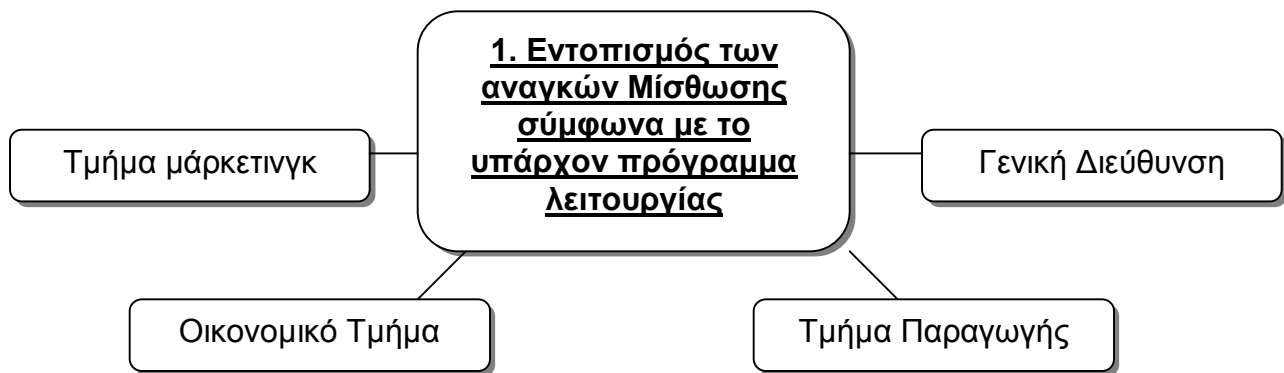 1. Εντοπισμός των
αναγκών Μίσθωσης
σύμφωνα με το
υπάρχον πρόγραμμα
λειτουργίας
Τμήμα μάρκετινγκ
Γενική Διεύθυνση
Οικονομικό Τμήμα
Τμήμα Παραγωγής